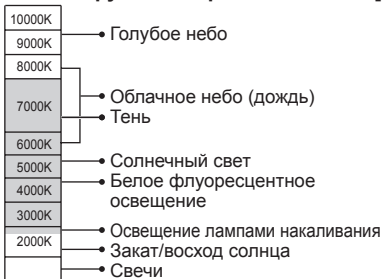 10000K
Голубое небо
9000K
8000K
Облачное небо (дождь)
7000K
Тень
6000K
Солнечный свет
5000K
Белое флуоресцентное
освещение
4000K
3000K
Освещение лампами накаливания
2000K
Закат/восход солнца
Свечи